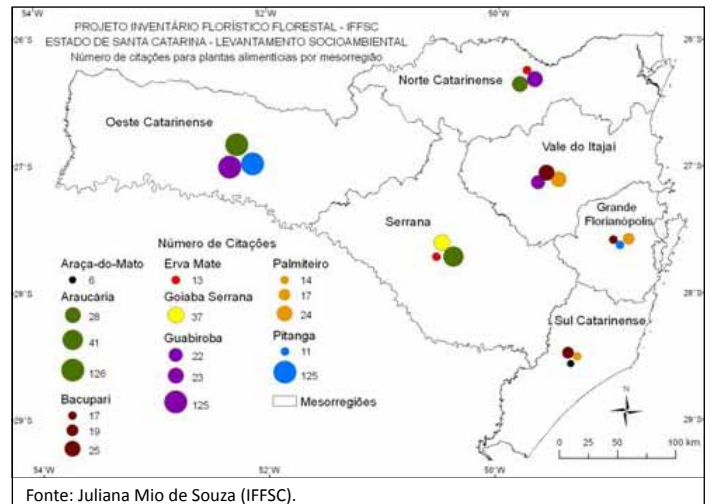 PROJETO INVENTÁRIO FLORÍSTICO FLORESTAL - IFFSC
ESTADO DE SANTA CATARINA - LEVANTAMENTO SOCIOAMBIENTAL
Número de citações para plantas alimentícias por mesorregião
54°W
52°W
50°W
26°S
26°S
Norte Catarinense
Oeste Catarinense
Vale do Itajaí
27°S
27°S
Grande
Florianópolis
Serrana
Número de Citações
Araça-do-Mato
6
Araucária
28
41
126
Bacupari
17
19
25
Erva Mate
13
Goiaba Serrana
37
Guabiroba
22
23
125
Palmiteiro
14
17
24
Pitanga
11
125
Mesorregiões
28°S
28°S
Sul Catarinense
N
29°S
29°S
0 25 50 100 km
54°W
52°W
50°W
Fonte: Juliana Mio de Souza (IFFSC).